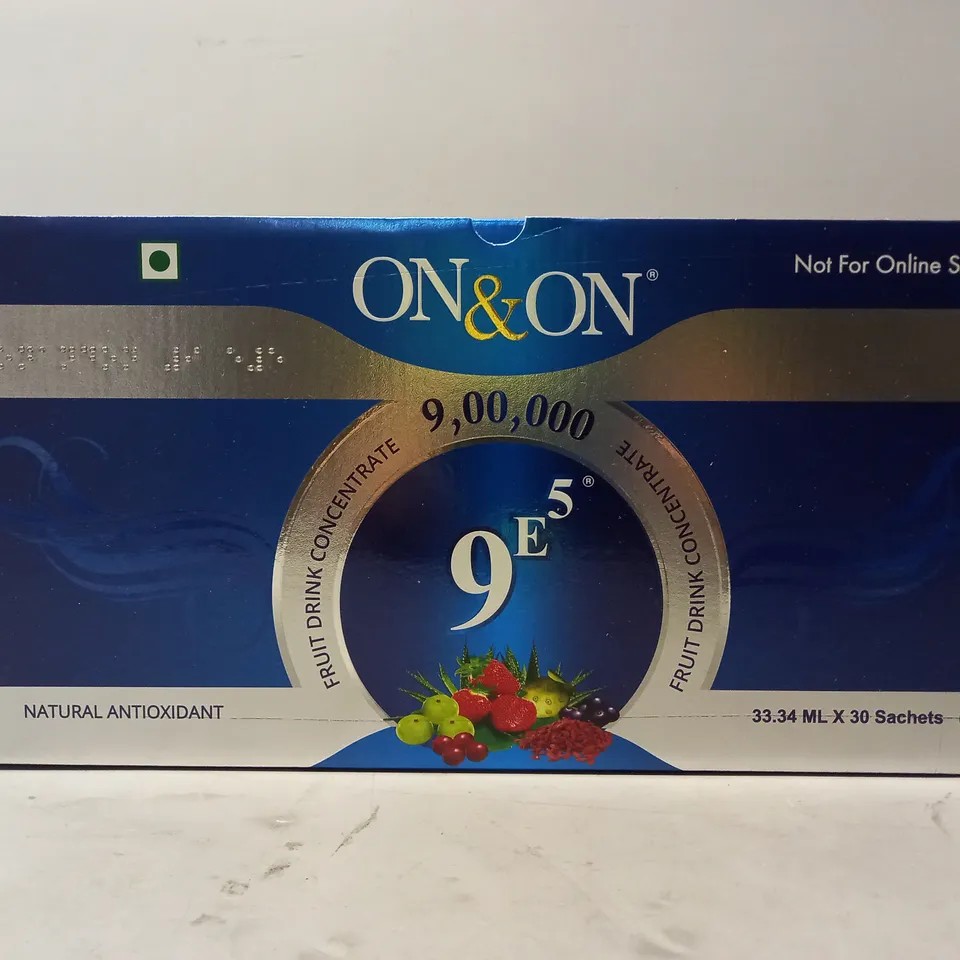 ON&ON®
Not For Online S
9,00,000
FRUIT DRINK CONCENTRATE
FRUIT DRINK CONCENTRATE
9E5®
NATURAL ANTIOXIDANT
33.34 ML X 30 Sachets